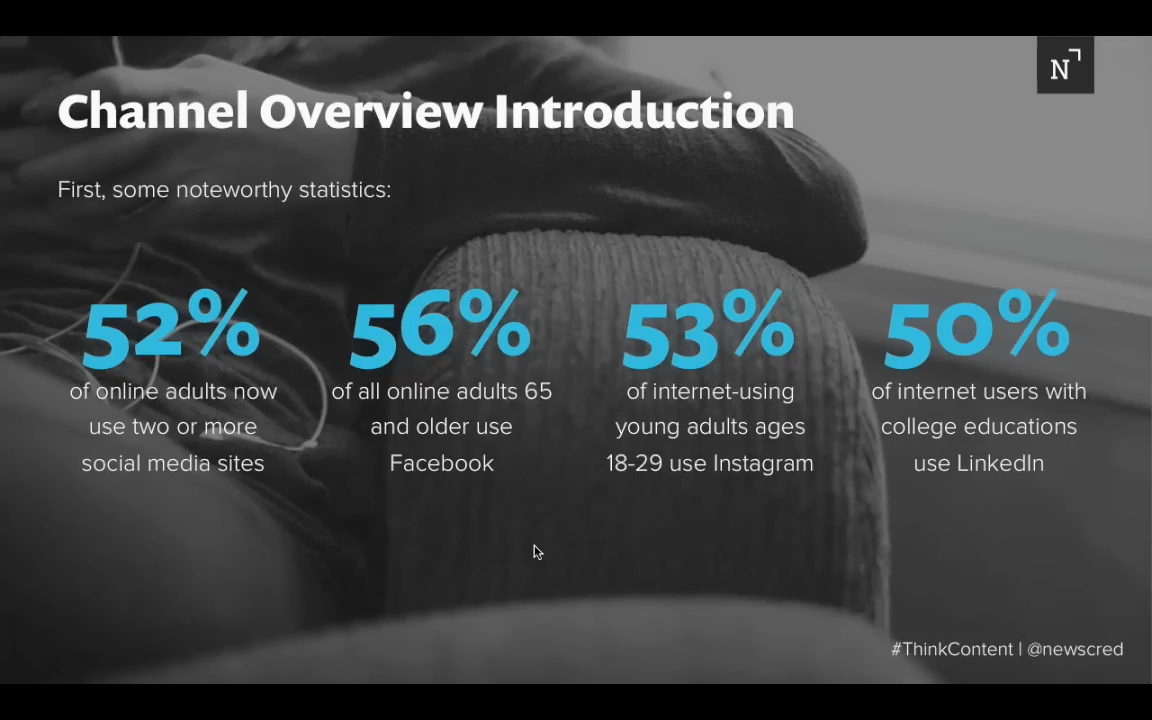 N
Channel Overview Introduction
First, some noteworthy statistics:
52%
of online adults now
use two or more
social media sites
56%
of all online adults 65
and older use
Facebook
53%
of internet-using
young adults ages
18-29 use Instagram
50%
of internet users with
college educations
use LinkedIn
#ThinkContent | @newscred